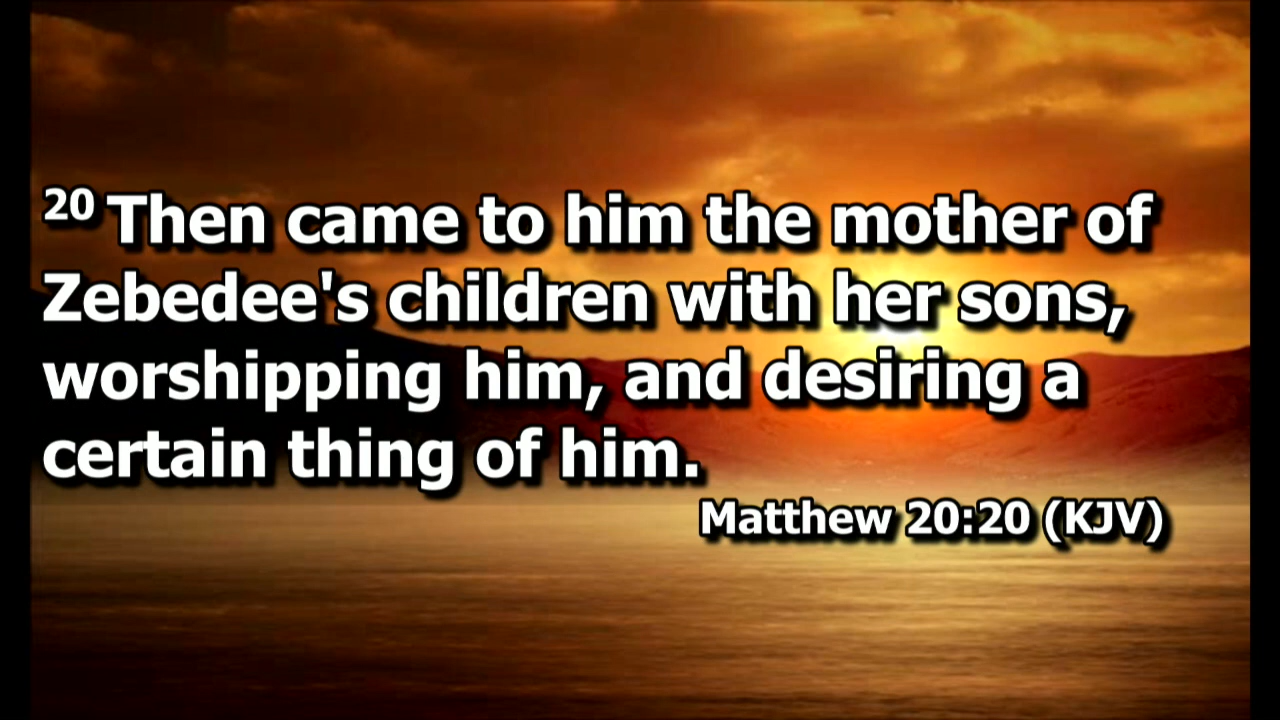 20 Then came to him the mother of
Zebedee's children with her sons,
worshipping him, and desiring a
certain thing of him.
Matthew 20:20 (KJV)